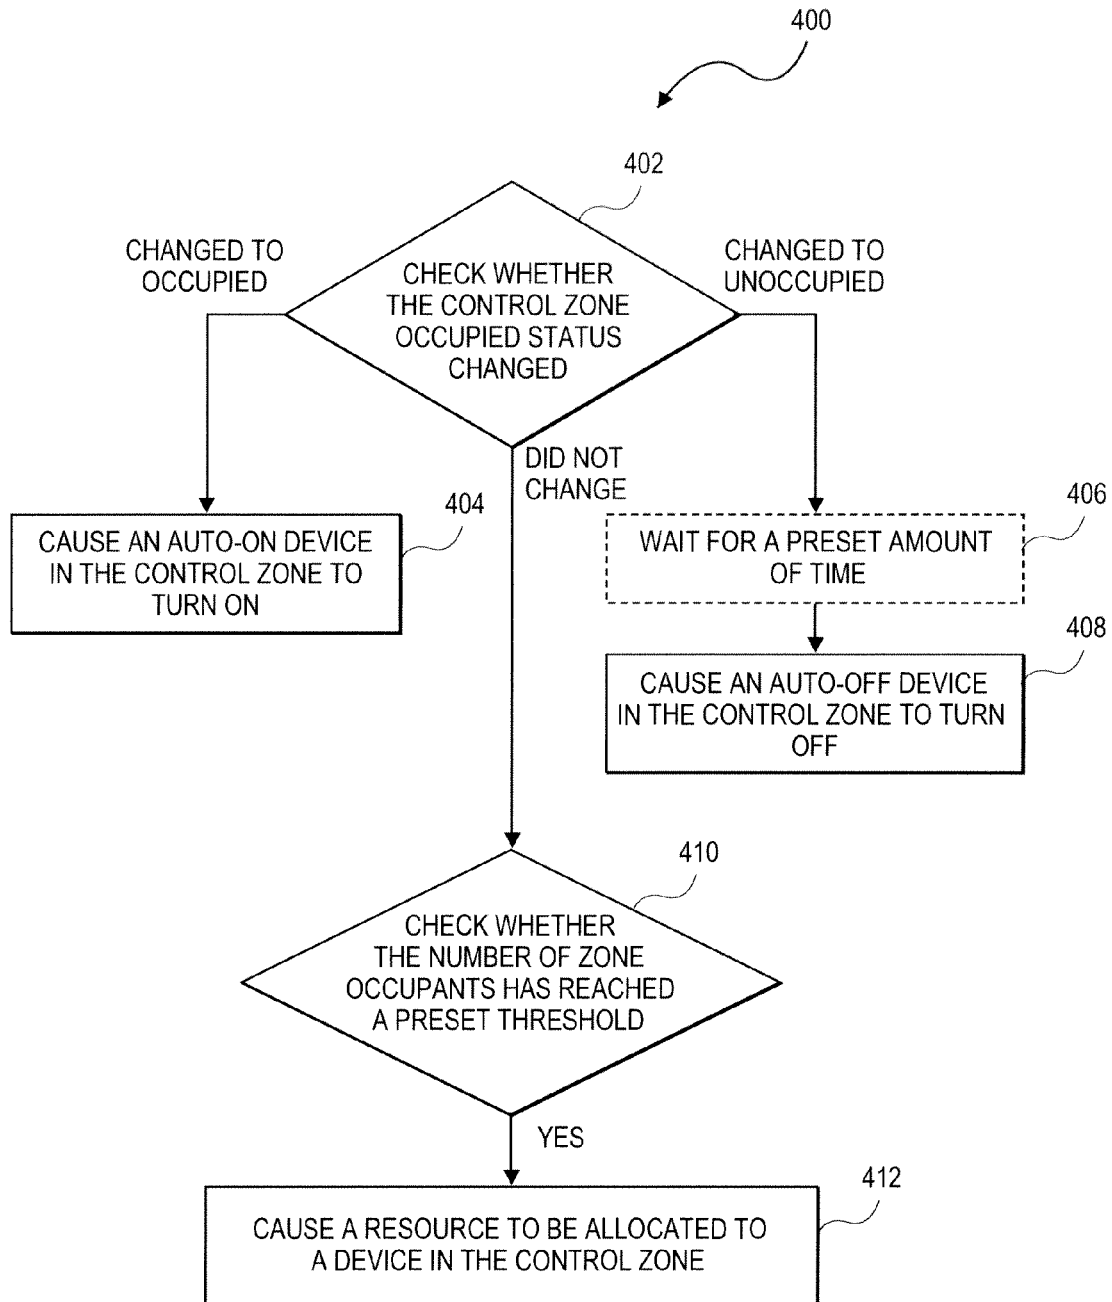 400
402
CHANGED TO
OCCUPIED
CHECK WHETHER
THE CONTROL ZONE
OCCUPIED STATUS
CHANGED
CHANGED TO
UNOCCUPIED
DID NOT
CHANGE
404
CAUSE AN AUTO-ON DEVICE
IN THE CONTROL ZONE TO
TURN ON
406
WAIT FOR A PRESET AMOUNT
OF TIME
408
CAUSE AN AUTO-OFF DEVICE
IN THE CONTROL ZONE TO TURN
OFF
410
CHECK WHETHER
THE NUMBER OF ZONE
OCCUPANTS HAS REACHED
A PRESET THRESHOLD
YES
412
CAUSE A RESOURCE TO BE ALLOCATED TO
A DEVICE IN THE CONTROL ZONE